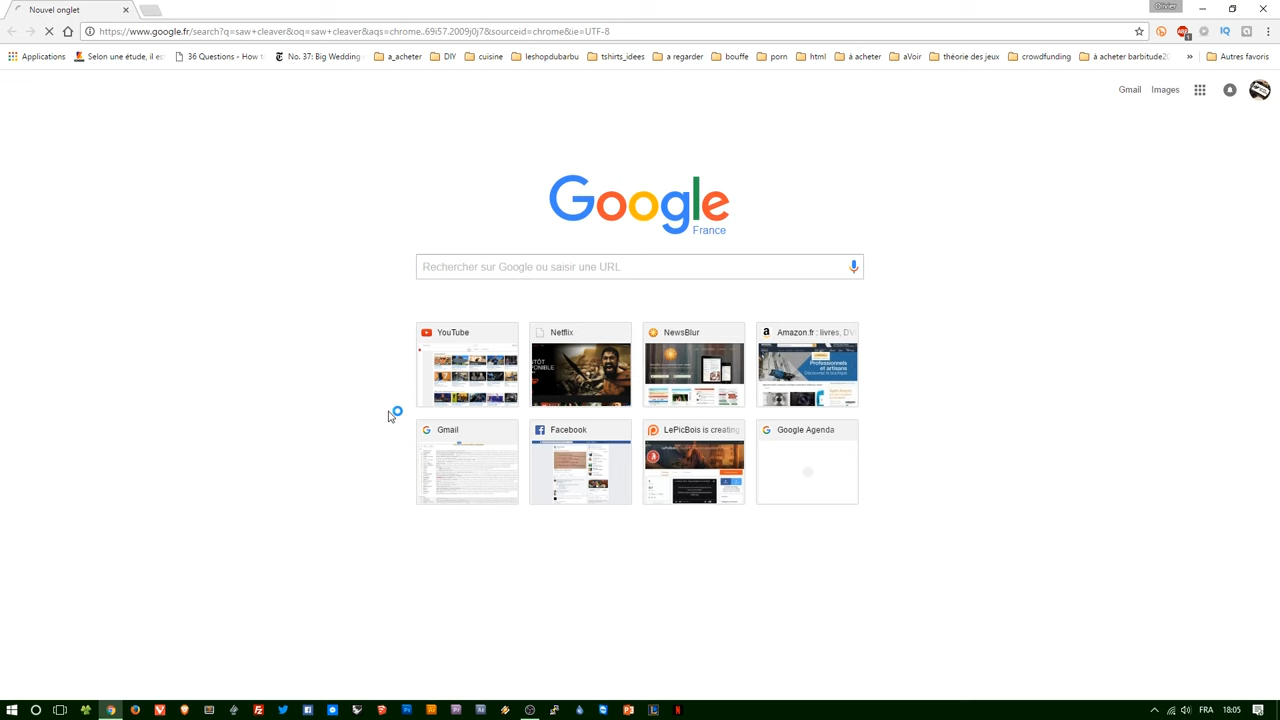 Nouvel onglet
Olivier
https://www.google.fr/search?q=saw+cleaver&oq=saw+cleaver&aqs=chrome..69i57.2009j0j7&sourceid=chrome&ie=UTF-8
Applications Selon une étude, il es 36 Questions - How t No. 37: Big Wedding a_acheter DIY cuisine leshopdubarbu tshirts_idees a regarder bouffe porn html à acheter aVoir théorie des jeux crowdfunding à acheter barbitude20 » Autres favoris
Gmail Images
Google
France
Rechercher sur Google ou saisir une URL
YouTube Netflix NewsBlur Amazon.fr : livres, DV
Gmail Facebook LePicBois is creating Google Agenda
FRA 18:05